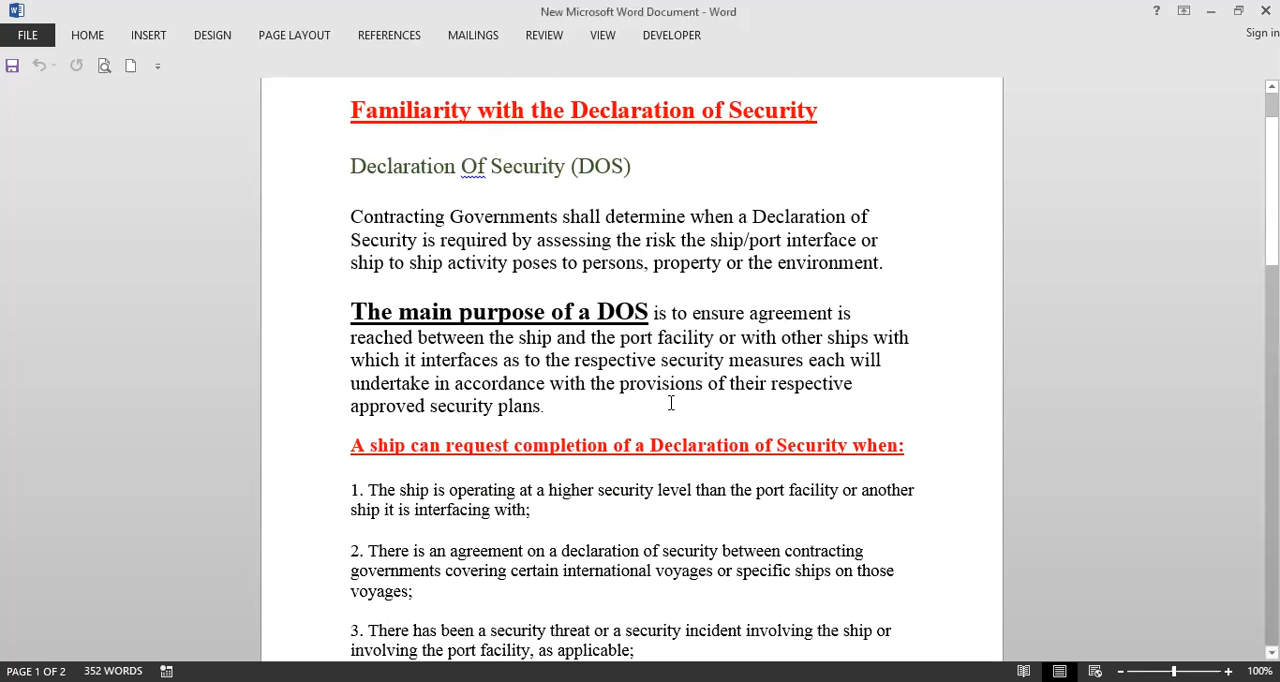 New Microsoft Word Document - Word
?
Sign in
FILE HOME INSERT DESIGN PAGE LAYOUT REFERENCES MAILINGS REVIEW VIEW DEVELOPER
Familiarity with the Declaration of Security
Declaration Of Security (DOS)
Contracting Governments shall determine when a Declaration of
Security is required by assessing the risk the ship/port interface or
ship to ship activity poses to persons, property or the environment.
The main purpose of a DOS is to ensure agreement is
reached between the ship and the port facility or with other ships with
which it interfaces as to the respective security measures each will
undertake in accordance with the provisions of their respective
approved security plans.
A ship can request completion of a Declaration of Security when:
1. The ship is operating at a higher security level than the port facility or another
ship it is interfacing with;
2. There is an agreement on a declaration of security between contracting
governments covering certain international voyages or specific ships on those
voyages;
3. There has been a security threat or a security incident involving the ship or
involving the port facility, as applicable;
PAGE 1 OF 2 352 WORDS
100%